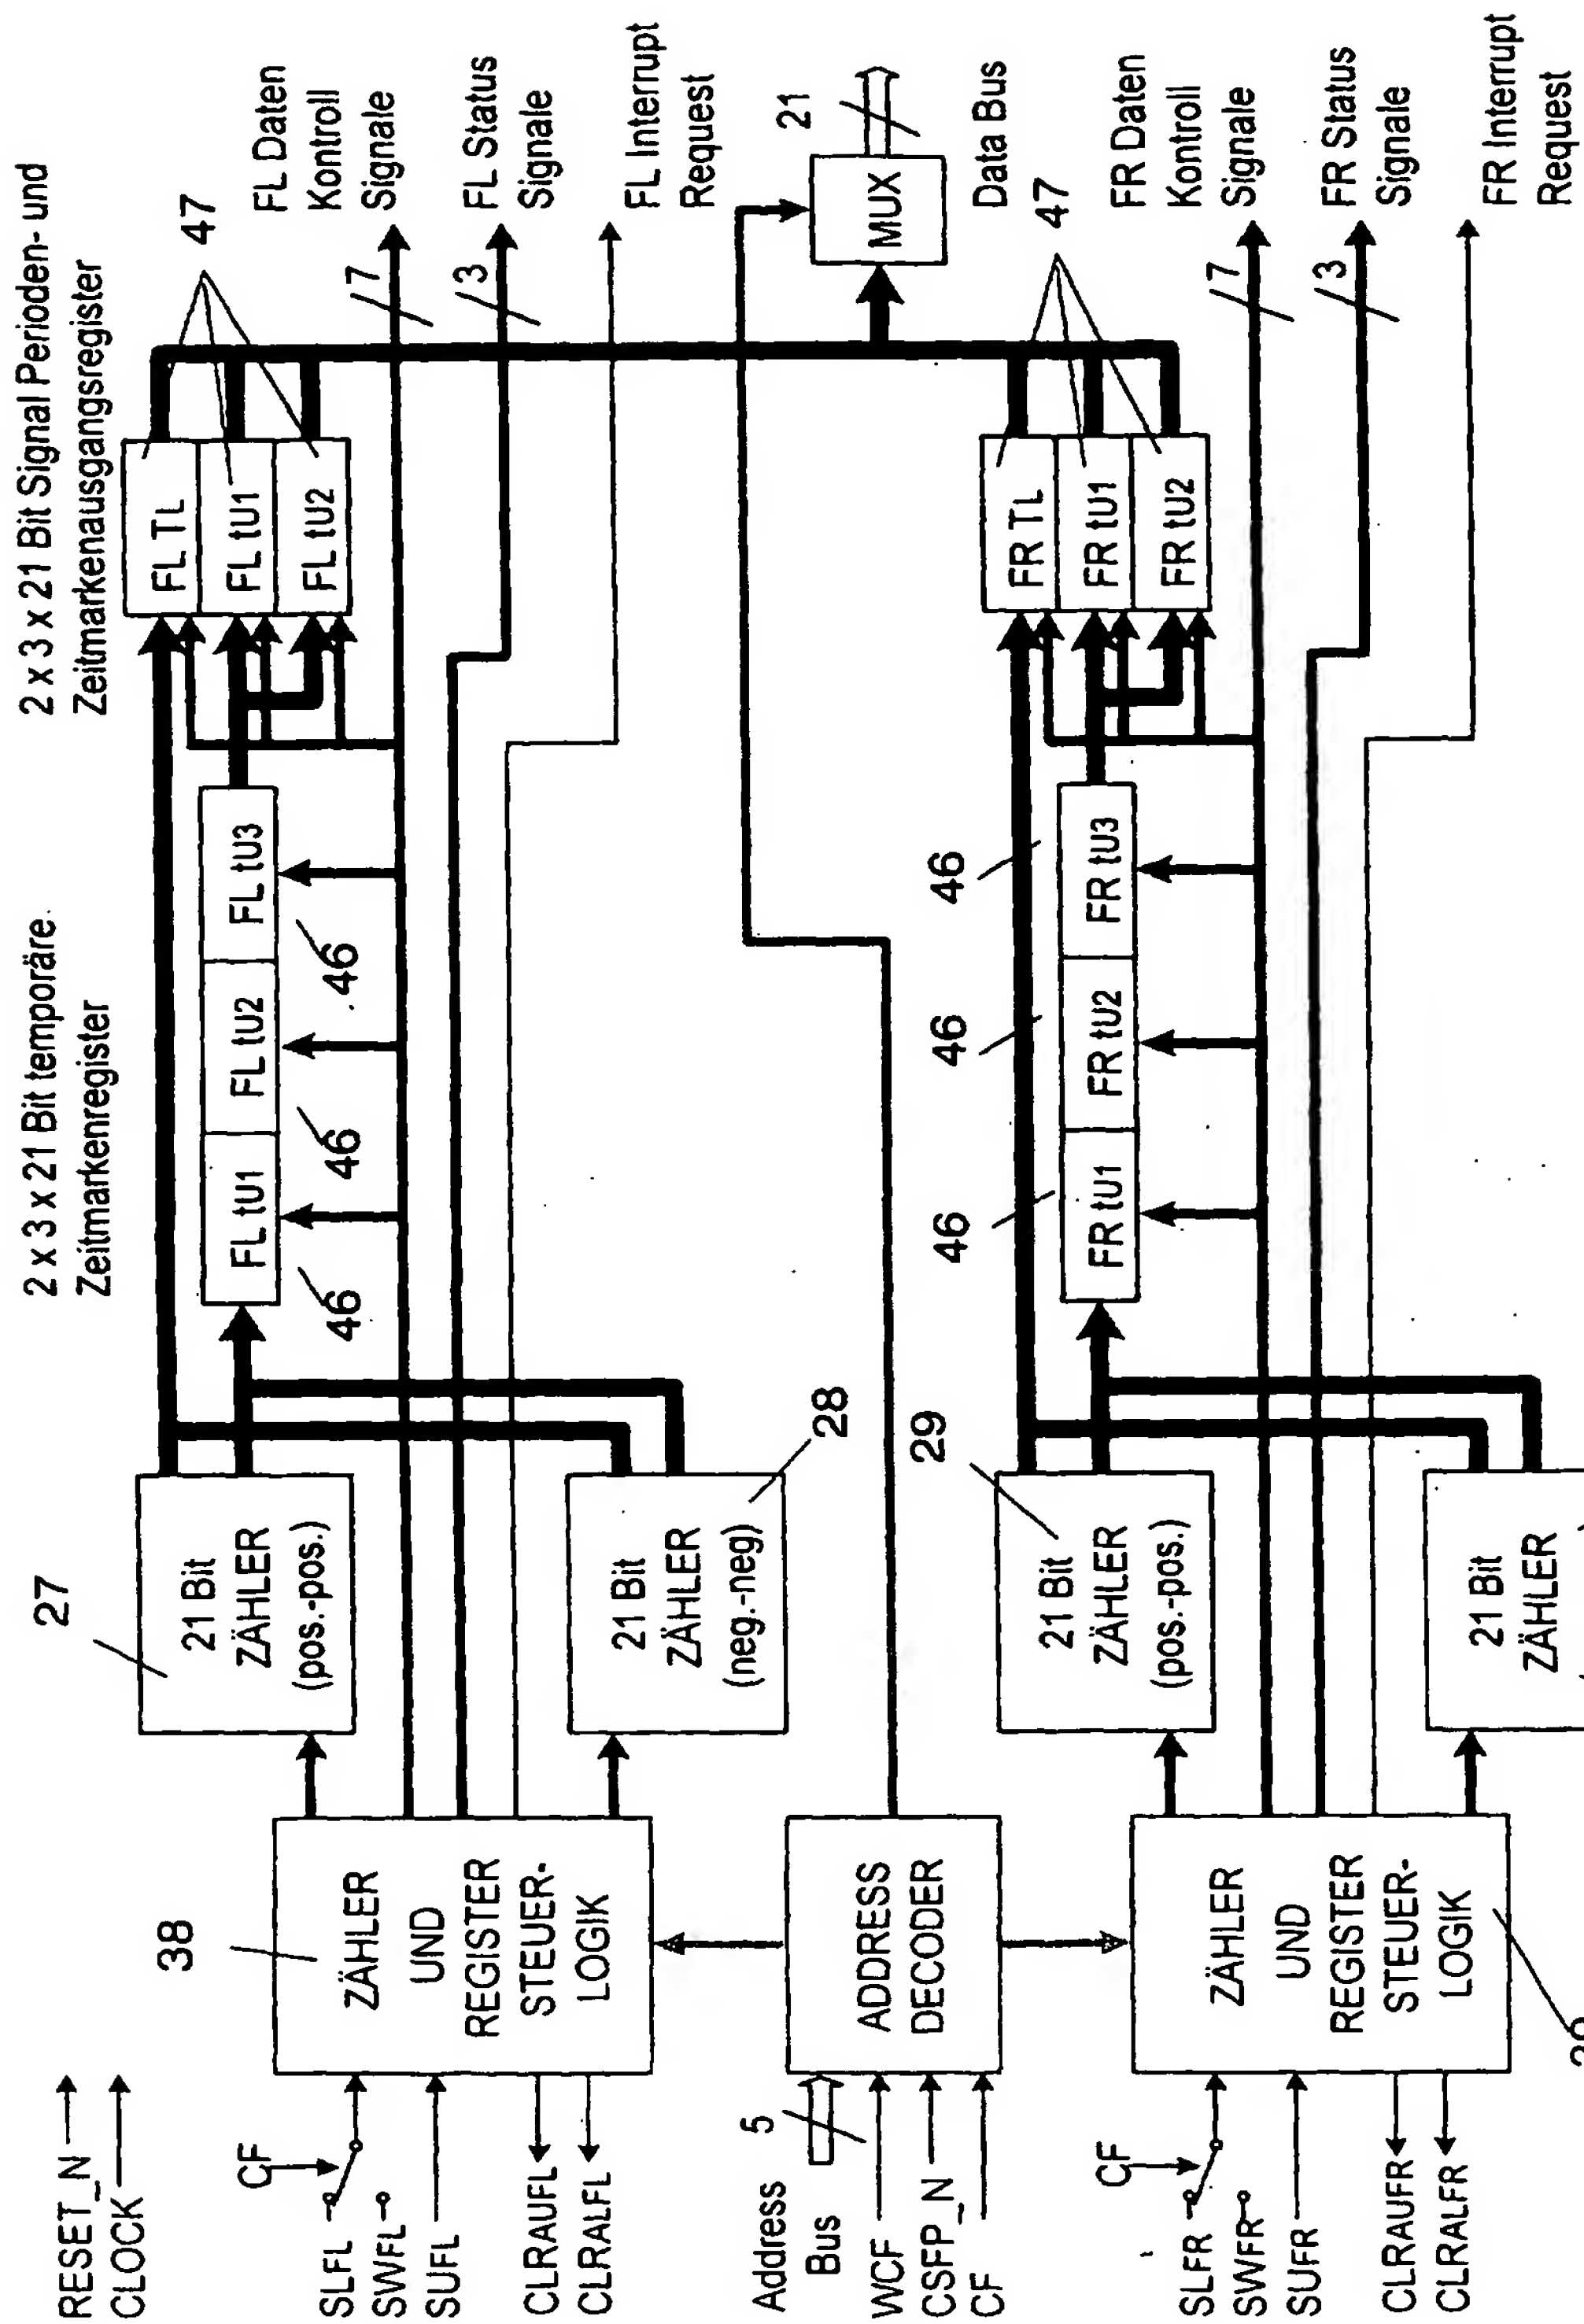 RESET_N
CLOCK
38
27
2 x 3 x 21 Bit temporäre
Zeitmarkenregister
2 x 3 x 21 Bit Signal Perioden- und
Zeitmarkenausgangsregister
CF
SLFL
SWFL
SUFL
CLRAUFL
CLRALFL
ZÄHLER
UND
REGISTER
STEUER-
LOGIK
21 Bit
ZÄHLER
(pos.-pos.)
21 Bit
ZÄHLER
(neg.-neg)
28
FL tU1
FL tU2
FL tU3
46
46
46
FL TL
FL tU1
FL tU2
47
7
FL Daten
Kontroll
Signale
3
FL Status
Signale
FL Interrupt
Request
Address
Bus
5
WCF
CSFP_N
CF
ADDRESS
DECODER
MUX
21
Data Bus
CF
SLFR
SWFR
SUFR
CLRAUFR
CLRALFR
ZÄHLER
UND
REGISTER
STEUER-
LOGIK
29
21 Bit
ZÄHLER
(pos.-pos.)
21 Bit
ZÄHLER
46
46
46
FR tU1
FR tU2
FR tU3
FR TL
FR tU1
FR tU2
47
7
FR Daten
Kontroll
Signale
3
FR Status
Signale
FR Interrupt
Request